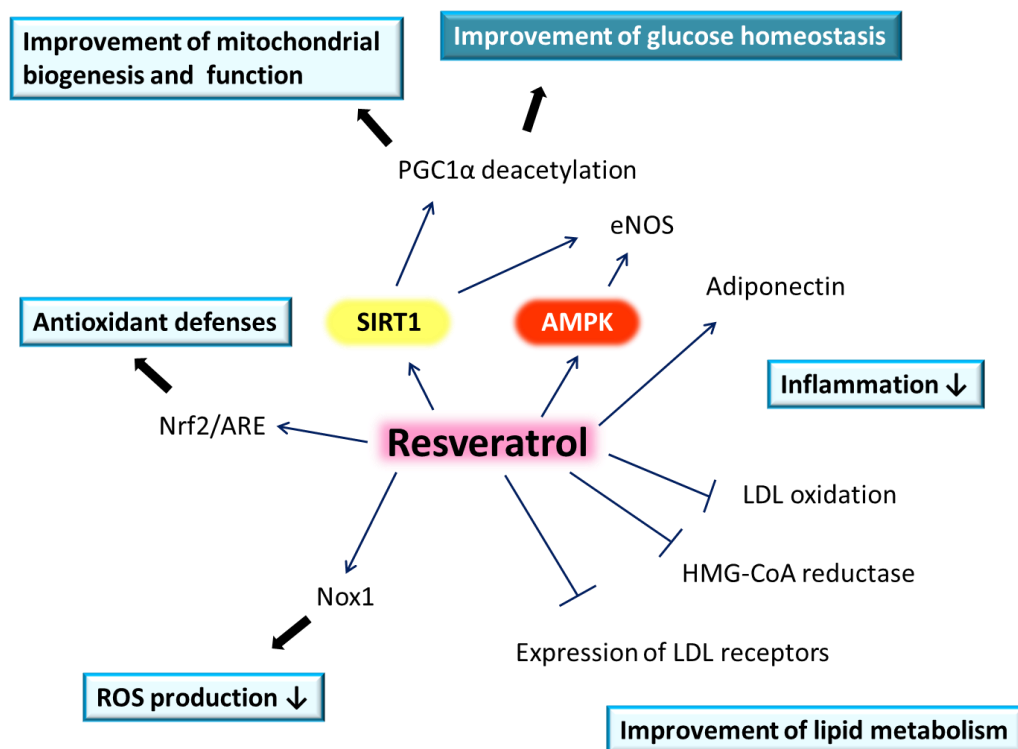 Improvement of mitochondrial
biogenesis and function
Improvement of glucose homeostasis
PGC1α deacetylation
eNOS
Adiponectin
SIRT1
AMPK
Antioxidant defenses
Inflammation ↓
Nrf2/ARE
Resveratrol
LDL oxidation
HMG-CoA reductase
Nox1
Expression of LDL receptors
ROS production ↓
Improvement of lipid metabolism